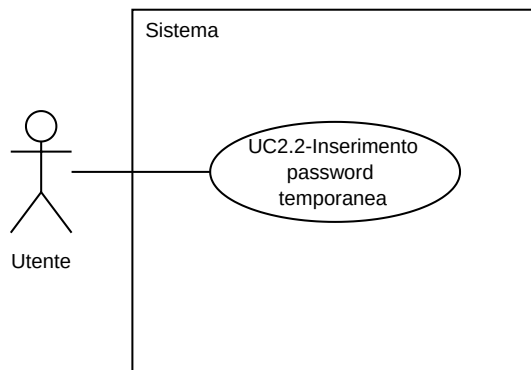 Sistema
UC2.2-Inserimento
password
temporanea
Utente